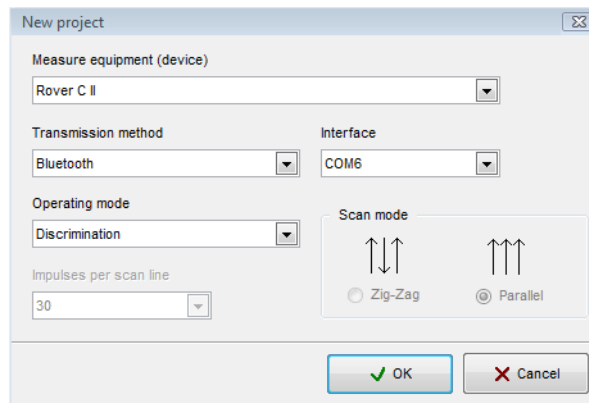 New project
Measure equipment (device)
Rover C II
Transmission method
Interface
Bluetooth
COM6
Operating mode
Scan mode
Discrimination
Impulses per scan line
30
Zig-Zag
Parallel
OK
Cancel